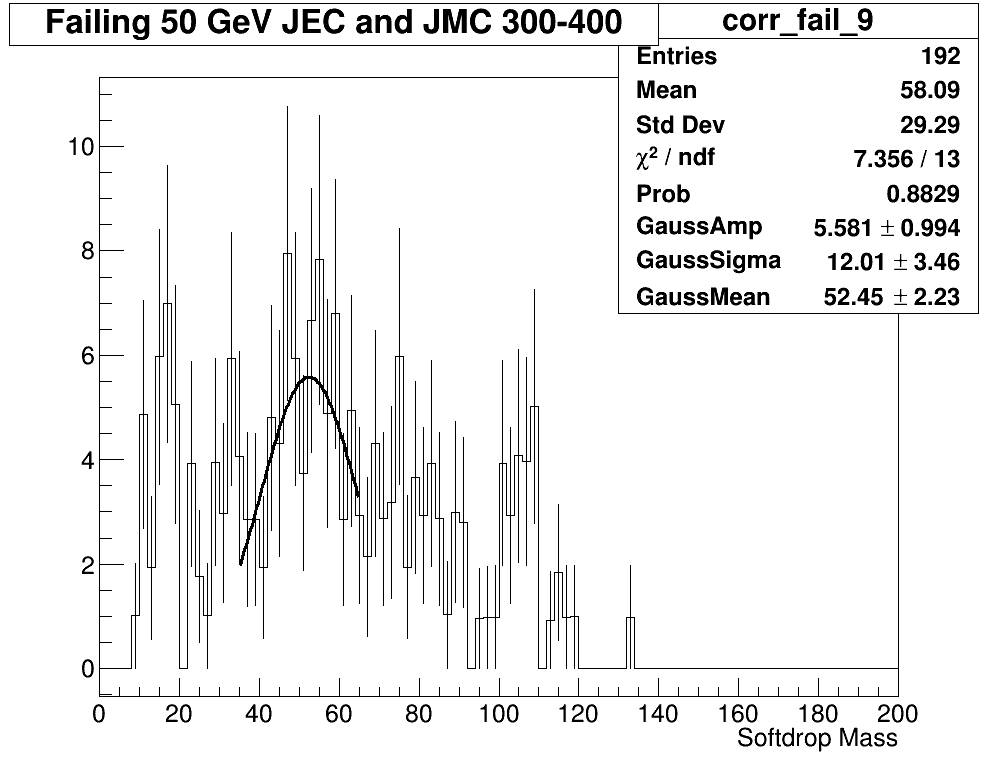 Failing 50 GeV JEC and JMC 300-400
corr_fail_9
Entries 192
Mean 58.09
Std Dev 29.29
χ² / ndf 7.356 / 13
Prob 0.8829
GaussAmp 5.581 ± 0.994
GaussSigma 12.01 ± 3.46
GaussMean 52.45 ± 2.23
10
8
6
4
2
0
0 20 40 60 80 100 120 140 160 180 200
Softdrop Mass